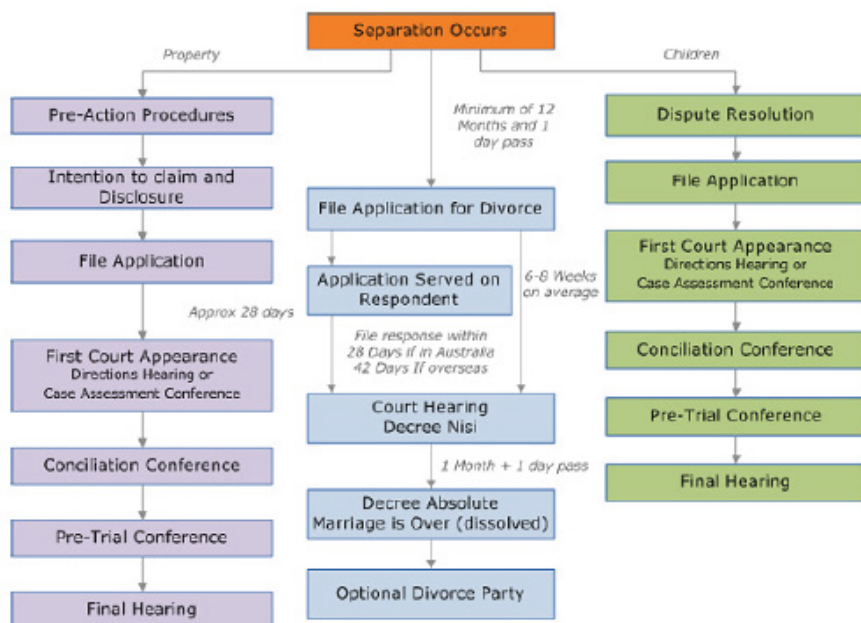 Separation Occurs
Property
Children
Pre-Action Procedures
Intention to claim and
Disclosure
File Application
Approx 28 days
First Court Appearance
Directions Hearing or
Case Assessment Conference
Conciliation Conference
Pre-Trial Conference
Final Hearing
Minimum of 12
Months and 1
day pass
File Application for Divorce
Application Served on
Respondent
6-8 Weeks
on average
File response within
28 Days If in Australia
42 Days If overseas
Court Hearing
Decree Nisi
1 Month + 1 day pass
Decree Absolute
Marriage is Over (dissolved)
Optional Divorce Party
Dispute Resolution
File Application
First Court Appearance
Directions Hearing or
Case Assessment Conference
Conciliation Conference
Pre-Trial Conference
Final Hearing